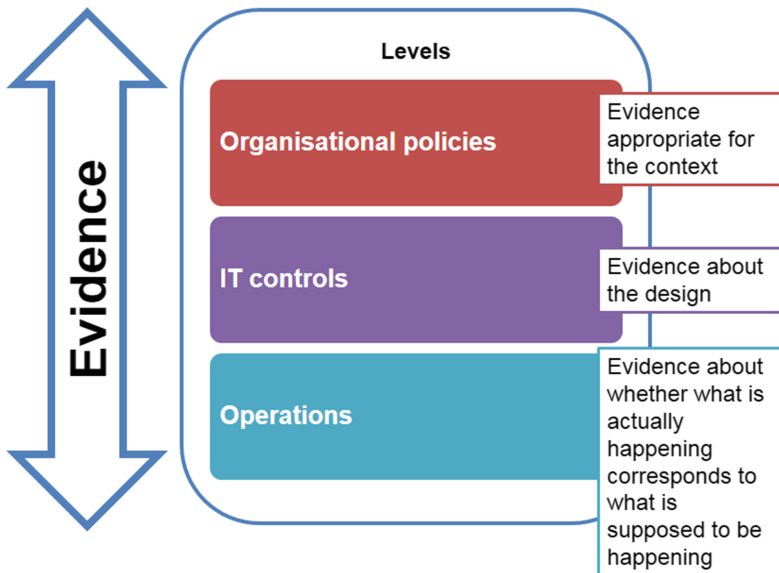 Evidence
Levels
Organisational policies
Evidence
appropriate for
the context
IT controls
Evidence about
the design
Operations
Evidence about
whether what is
actually
happening
corresponds to
what is
supposed to be
happening